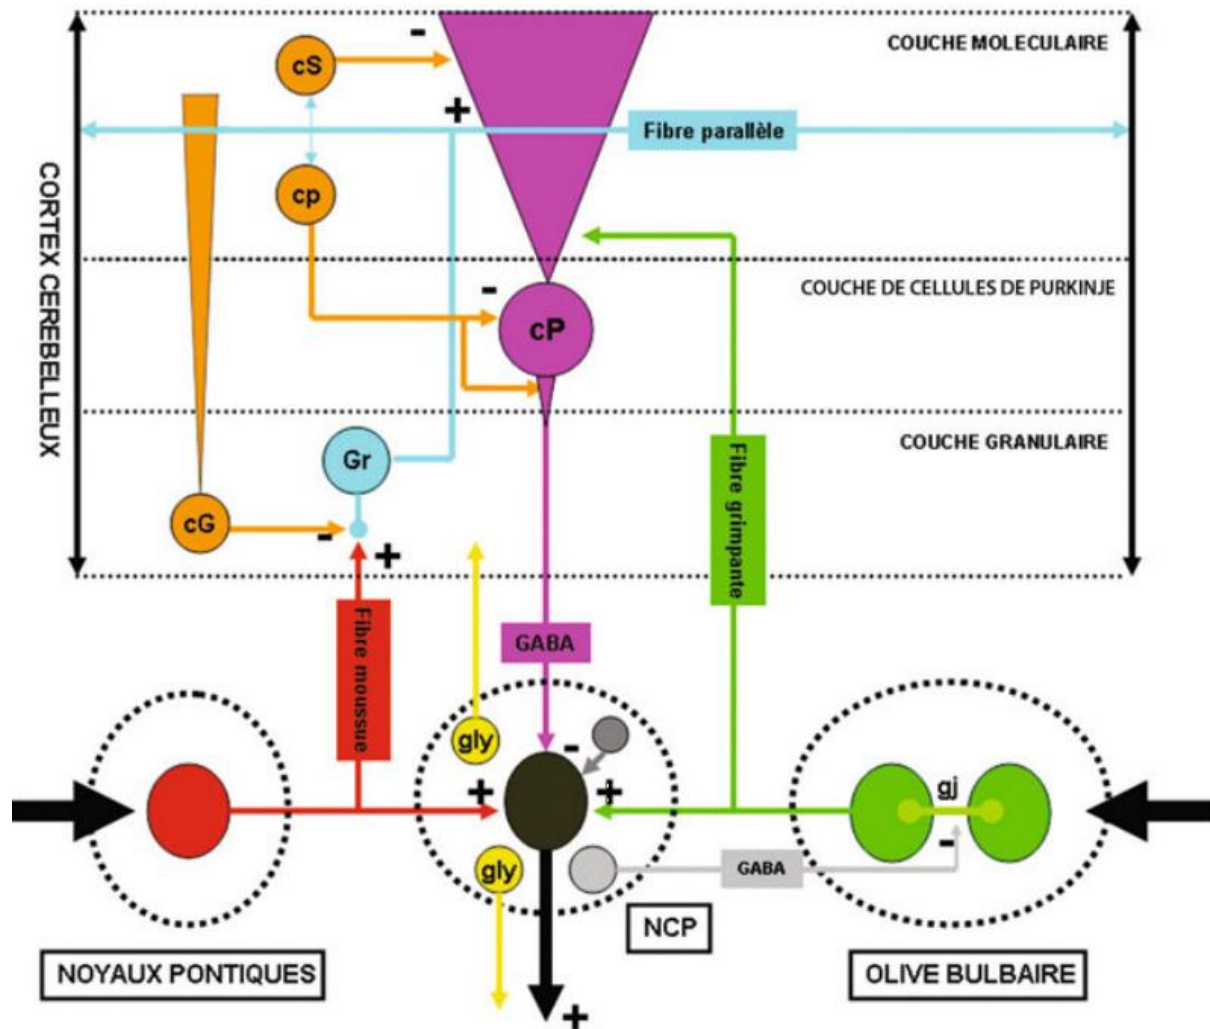 COUCHE MOLECULAIRE
-
cS
+
Fibre parallèle
cp
CORTEX CEREBELLEUX
COUCHE DE CELLULES DE PURKINJE
-
cP
COUCHE GRANULAIRE
Gr
Fibre grimpante
cG
-
+
Fibre moussue
GABA
gly
-
+
+
gj
-
gly
GABA
NCP
NOYAUX PONTIQUES
OLIVE BULBAIRE
+